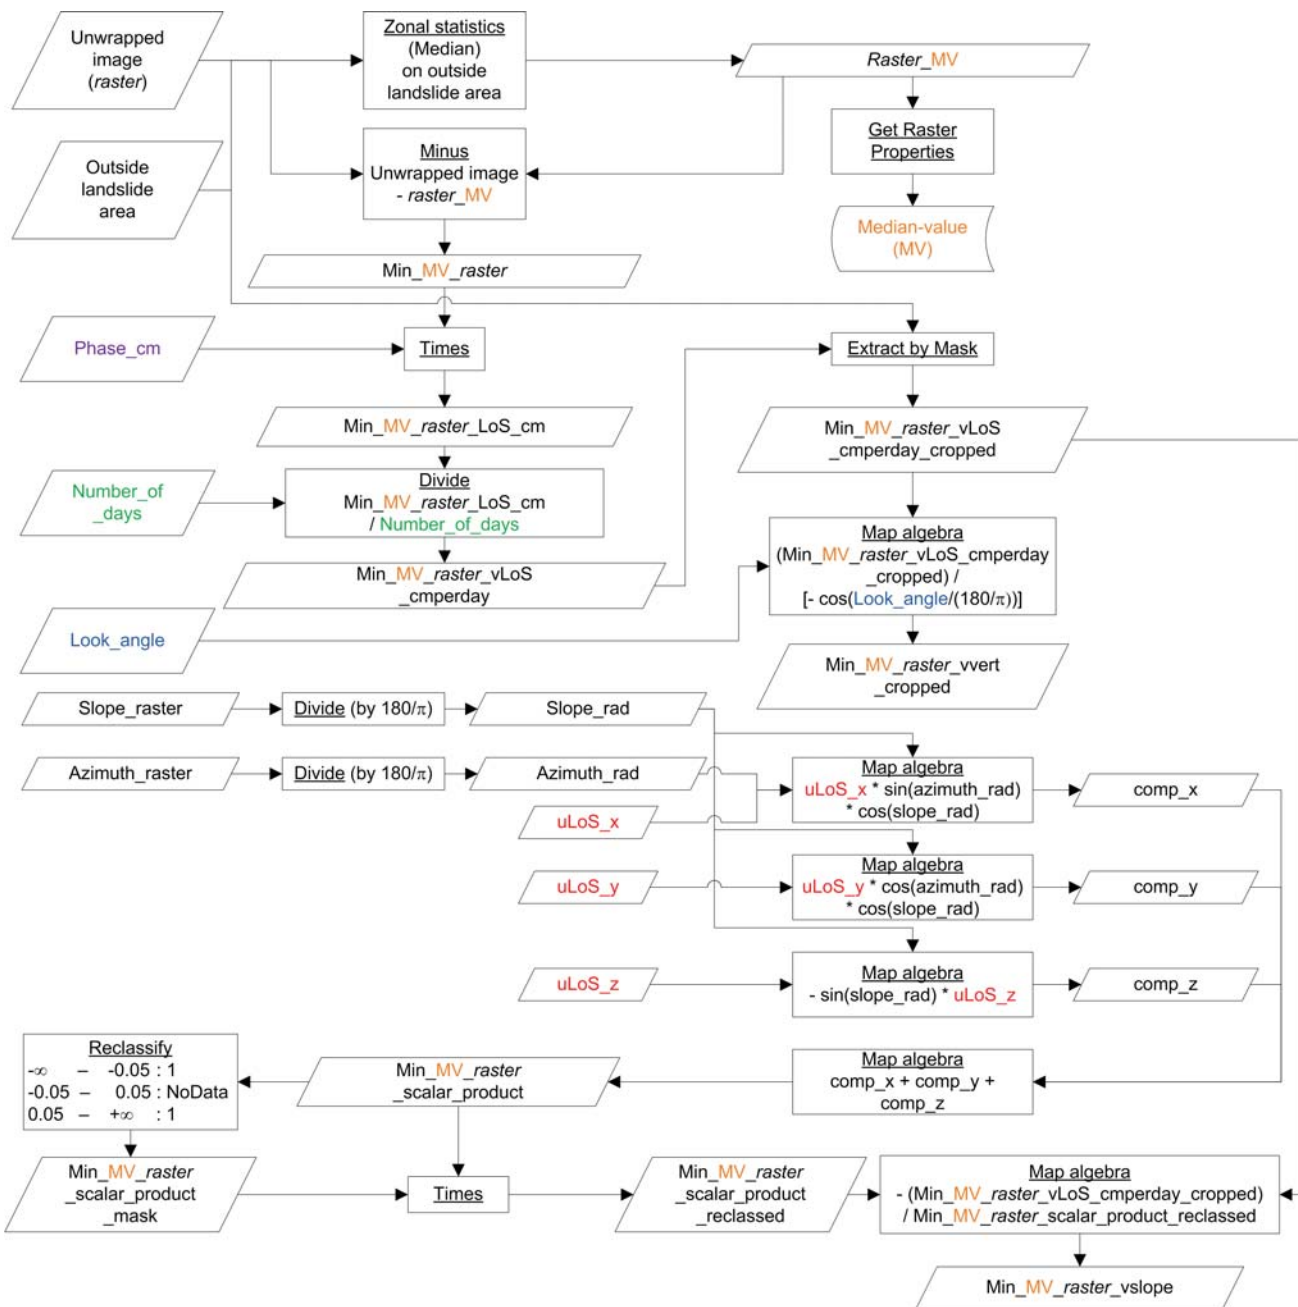 Unwrapped
image
(raster)
Zonal statistics
(Median)
on outside
landslide area
Raster_MV
Outside
landslide
area
Minus
Unwrapped image
- raster_MV
Get Raster
Properties
Median-value
(MV)
Min_MV_raster
Phase_cm
Times
Extract by Mask
Min_MV_raster_LoS_cm
Min_MV_raster_vLoS
_cmperday_cropped
Number_of
_days
Divide
Min_MV_raster_LoS_cm
/ Number_of_days
Map algebra
(Min_MV_raster_vLoS_cmperday
_cropped) /
[- cos(Look_angle/(180/π))]
Min_MV_raster_vLoS
_cmperday
Look_angle
Min_MV_raster_vvert
_cropped
Slope_raster
Divide (by 180/π)
Slope_rad
Azimuth_raster
Divide (by 180/π)
Azimuth_rad
Map algebra
uLoS_x * sin(azimuth_rad)
* cos(slope_rad)
comp_x
uLoS_x
uLoS_y
Map algebra
uLoS_y * cos(azimuth_rad)
* cos(slope_rad)
comp_y
uLoS_z
Map algebra
- sin(slope_rad) * uLoS_z
comp_z
Reclassify
-∞ – -0.05 : 1
-0.05 – 0.05 : NoData
0.05 – +∞ : 1
Min_MV_raster
_scalar_product
Map algebra
comp_x + comp_y +
comp_z
Min_MV_raster
_scalar_product
_mask
Times
Min_MV_raster
_scalar_product
_reclassed
Map algebra
- (Min_MV_raster_vLoS_cmperday_cropped)
/ Min_MV_raster_scalar_product_reclassed
Min_MV_raster_vslope